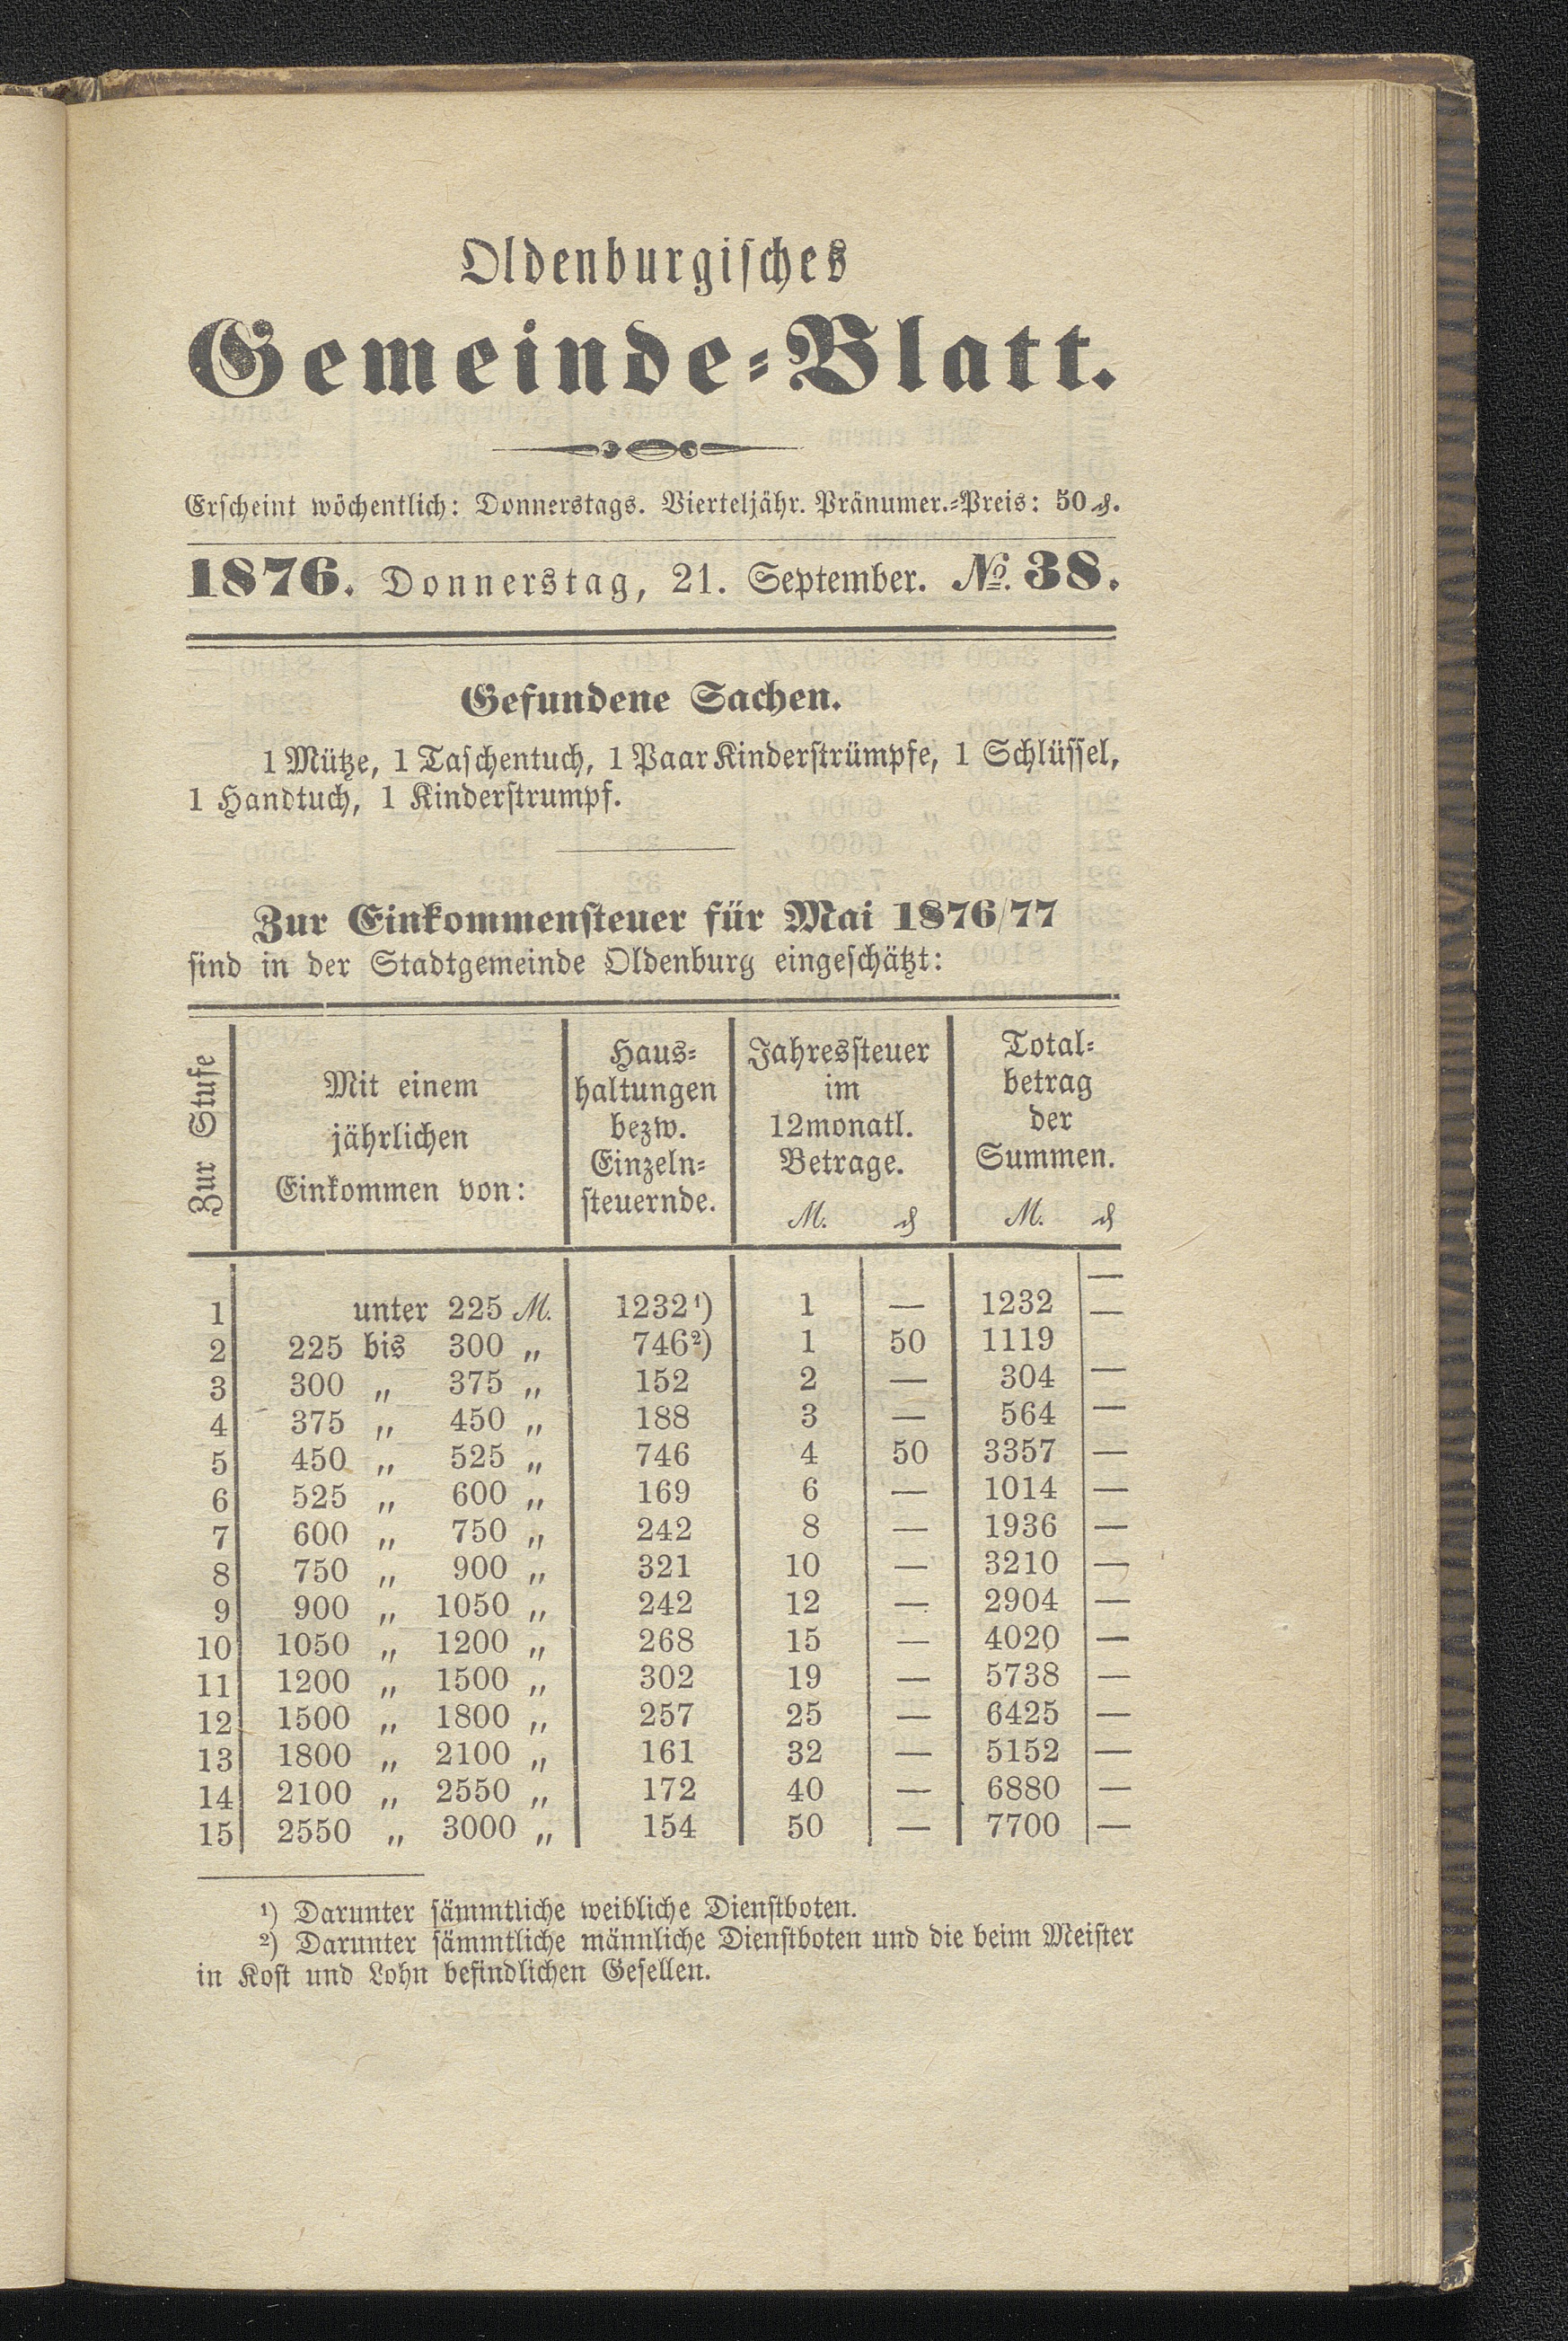 Oldenburgisches
Gemeinde-Blatt.
Erscheint wöchentlich: Donnerstags. Vierteljähr. Pränumer.-Preis: 50 ₰.
1876. Donnerstag, 21. September. №. 38.
Gefundene Sachen.
1 Mütze, 1 Taschentuch, 1 Paar Kinderstrümpfe, 1 Schlüssel,
1 Handtuch, 1 Kinderstrumpf.
Zur Einkommensteuer für Mai 1876/77
sind in der Stadtgemeinde Oldenburg eingeschätzt:
Zur Stufe
Mit einem
jährlichen
Einkommen von:
Haus-
haltungen
bezw.
Einzeln-
steuernde.
Jahressteuer
im
12monatl.
Betrage.
M. ₰
Total-
betrag
der
Summen.
M. ₰
—
1 unter 225 M. 1232¹) 1 — 1232 —
2 225 bis 300 „ 746²) 1 50 1119
3 300 „ 375 „ 152 2 — 304 —
4 375 „ 450 „ 188 3 — 564 —
5 450 „ 525 „ 746 4 50 3357 —
6 525 „ 600 „ 169 6 — 1014 —
7 600 „ 750 „ 242 8 — 1936 —
8 750 „ 900 „ 321 10 — 3210 —
9 900 „ 1050 „ 242 12 — 2904 —
10 1050 „ 1200 „ 268 15 — 4020 —
11 1200 „ 1500 „ 302 19 — 5738 —
12 1500 „ 1800 „ 257 25 — 6425 —
13 1800 „ 2100 „ 161 32 — 5152 —
14 2100 „ 2550 „ 172 40 — 6880 —
15 2550 „ 3000 „ 154 50 — 7700 —
¹) Darunter sämmtliche weibliche Dienstboten.
²) Darunter sämmtliche männliche Dienstboten und die beim Meister
in Kost und Lohn befindlichen Gesellen.